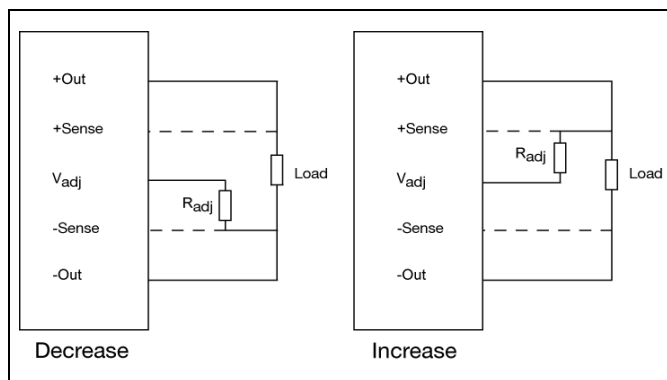 +Out
+Sense
Vadj
Radj
Load
-Sense
-Out
Decrease
+Out
+Sense
Radj
Vadj
Load
-Sense
-Out
Increase